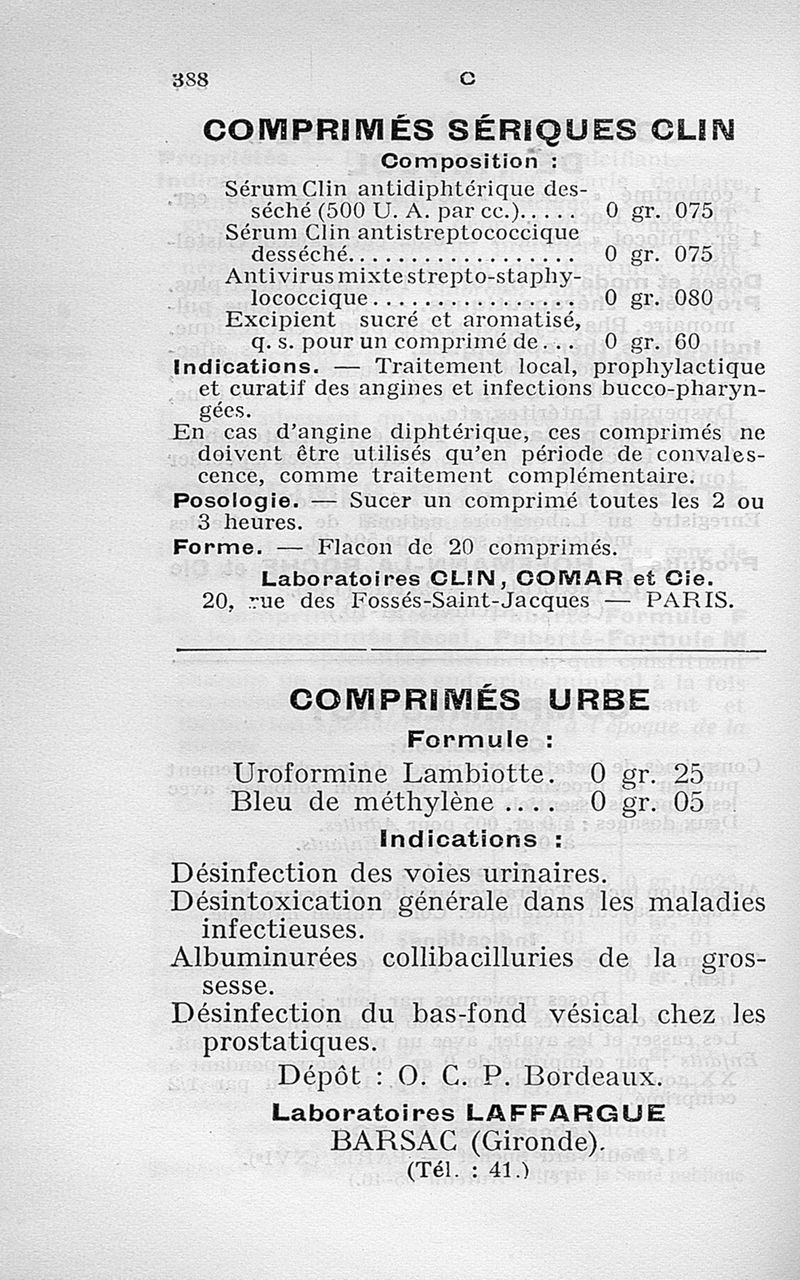 388 C
COMPRIMÉS SÉRIQUES CLIN
Composition :
Sérum Clin antidiphtérique des-
séché (500 U. A. par cc.)..... 0 gr. 075
Sérum Clin antistreptococcique
desséché.................. 0 gr. 075
Antivirus mixte strepto-staphy-
lococcique................ 0 gr. 080
Excipient sucré et aromatisé,
q. s. pour un comprimé de... 0 gr. 60
Indications. — Traitement local, prophylactique
et curatif des angines et infections bucco-pharyn-
gées.
En cas d'angine diphtérique, ces comprimés ne
doivent être utilisés qu'en période de convales-
cence, comme traitement complémentaire.
Posologie. — Sucer un comprimé toutes les 2 ou
3 heures.
Forme. — Flacon de 20 comprimés.
Laboratoires CLIN, COMAR et Cie.
20, rue des Fossés-Saint-Jacques — PARIS.
COMPRIMÉS URBE
Formule :
Uroformine Lambiotte. 0 gr. 25
Bleu de méthylène .... 0 gr. 05
Indications :
Désinfection des voies urinaires.
Désintoxication générale dans les maladies
infectieuses.
Albuminurées collibacilluries de la gros-
sesse.
Désinfection du bas-fond vésical chez les
prostatiques.
Dépôt : O. C. P. Bordeaux.
Laboratoires LAFFARGUE
BARSAC (Gironde).
(Tél. : 41.)